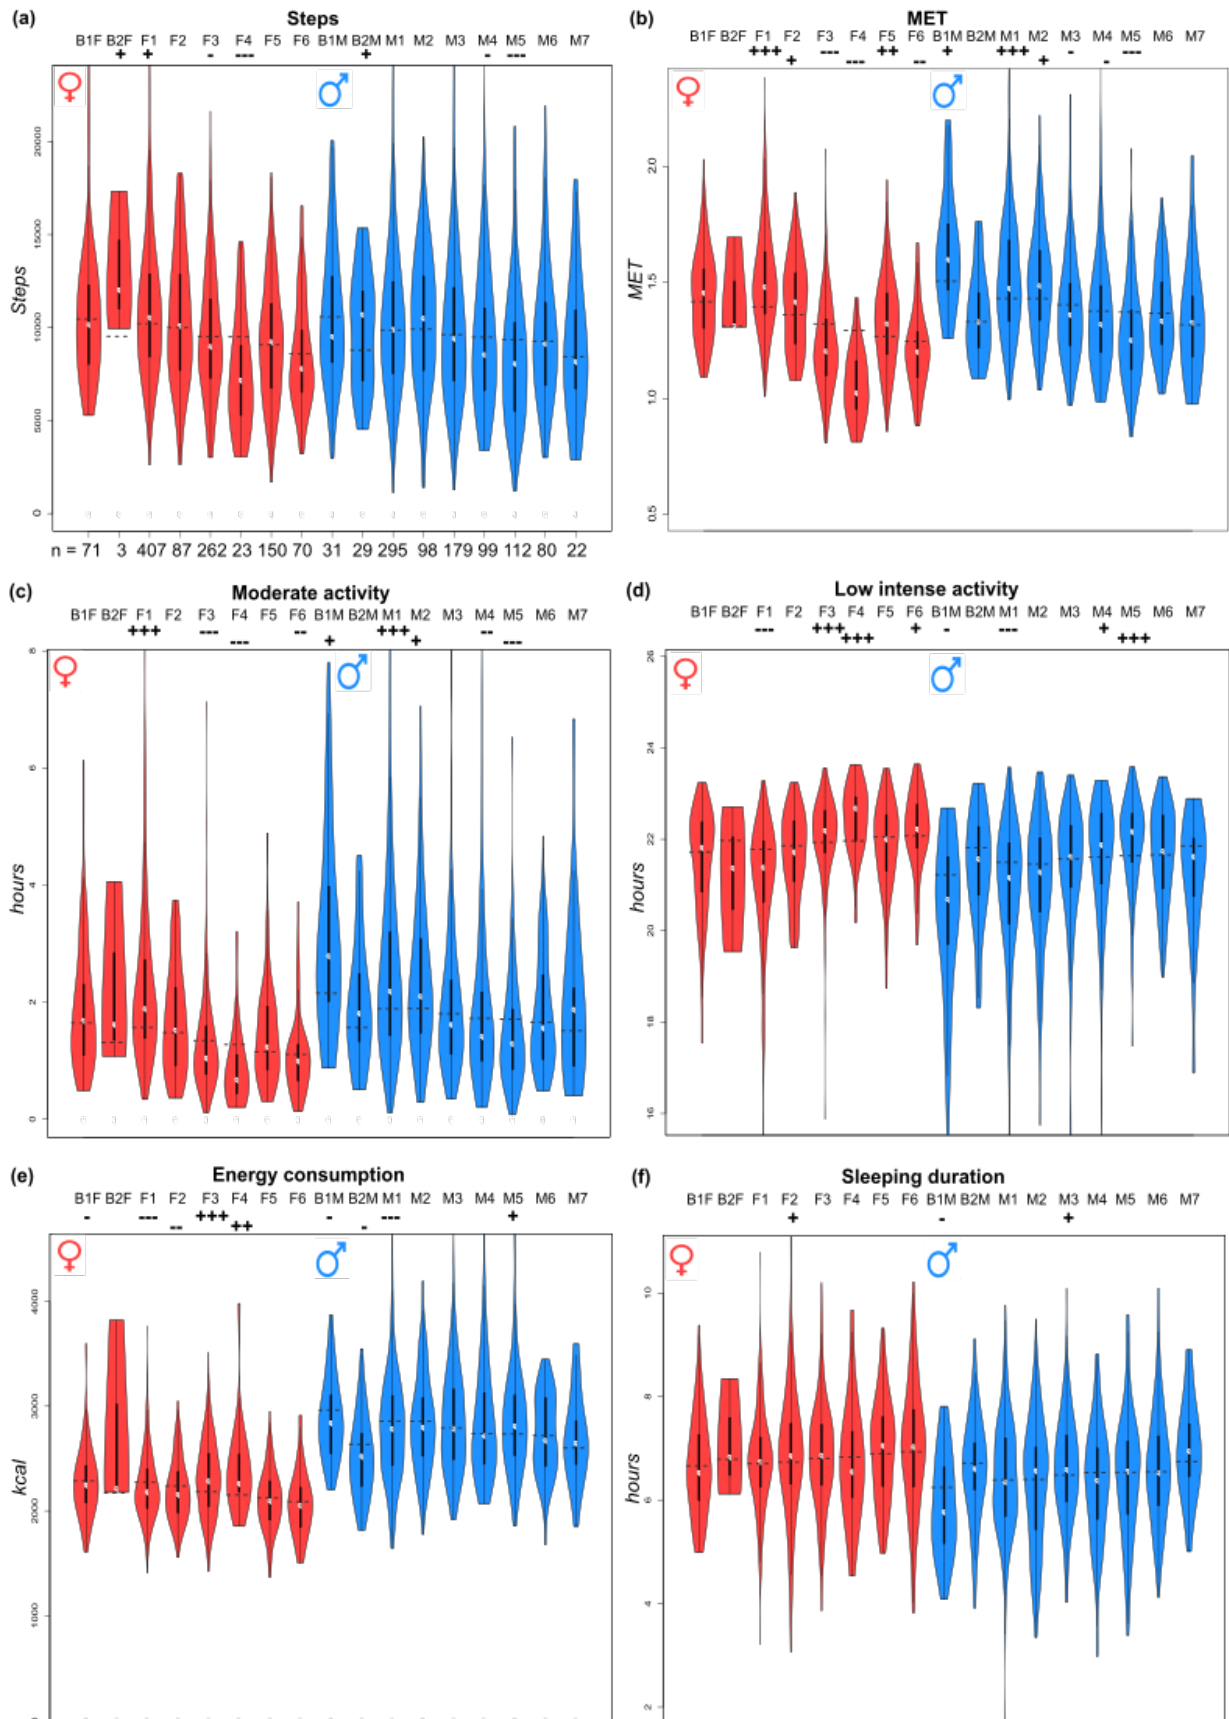 (a) Steps
B1F B2F F1 F2 F3 F4 F5 F6 B1M B2M M1 M2 M3 M4 M5 M6 M7
+ + - --- + - ---
Steps
20000
15000
10000
5000
0
n = 71 3 407 87 262 23 150 70 31 29 295 98 179 99 112 80 22
(b) MET
B1F B2F F1 F2 F3 F4 F5 F6 B1M B2M M1 M2 M3 M4 M5 M6 M7
+++ + --- --- ++ -- + +++ + - - ---
MET
2.0
1.5
1.0
0.5
(c) Moderate activity
B1F B2F F1 F2 F3 F4 F5 F6 B1M B2M M1 M2 M3 M4 M5 M6 M7
+++ --- --- -- + +++ + -- ---
hours
8
6
4
2
0
(d) Low intense activity
B1F B2F F1 F2 F3 F4 F5 F6 B1M B2M M1 M2 M3 M4 M5 M6 M7
--- +++ +++ + - --- + +++
hours
26
24
22
20
18
16
(e) Energy consumption
B1F B2F F1 F2 F3 F4 F5 F6 B1M B2M M1 M2 M3 M4 M5 M6 M7
- --- -- +++ ++ - - --- +
kcal
4000
3000
2000
1000
(f) Sleeping duration
B1F B2F F1 F2 F3 F4 F5 F6 B1M B2M M1 M2 M3 M4 M5 M6 M7
+ - +
hours
10
8
6
4
2